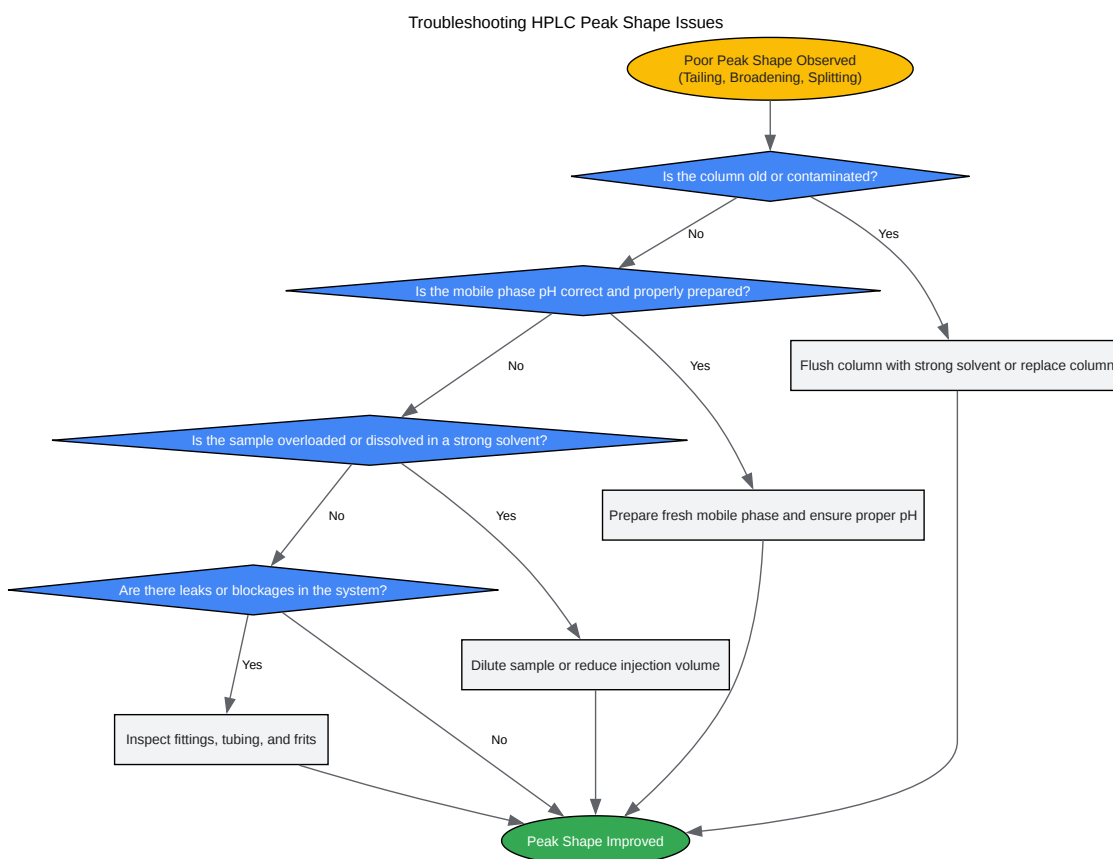 Troubleshooting HPLC Peak Shape Issues
Poor Peak Shape Observed
(Tailing, Broadening, Splitting)
Is the column old or contaminated?
No
Yes
Is the mobile phase pH correct and properly prepared?
Flush column with strong solvent or replace column
No
Yes
Is the sample overloaded or dissolved in a strong solvent?
Prepare fresh mobile phase and ensure proper pH
No
Yes
Are there leaks or blockages in the system?
Dilute sample or reduce injection volume
Yes
No
Inspect fittings, tubing, and frits
Peak Shape Improved